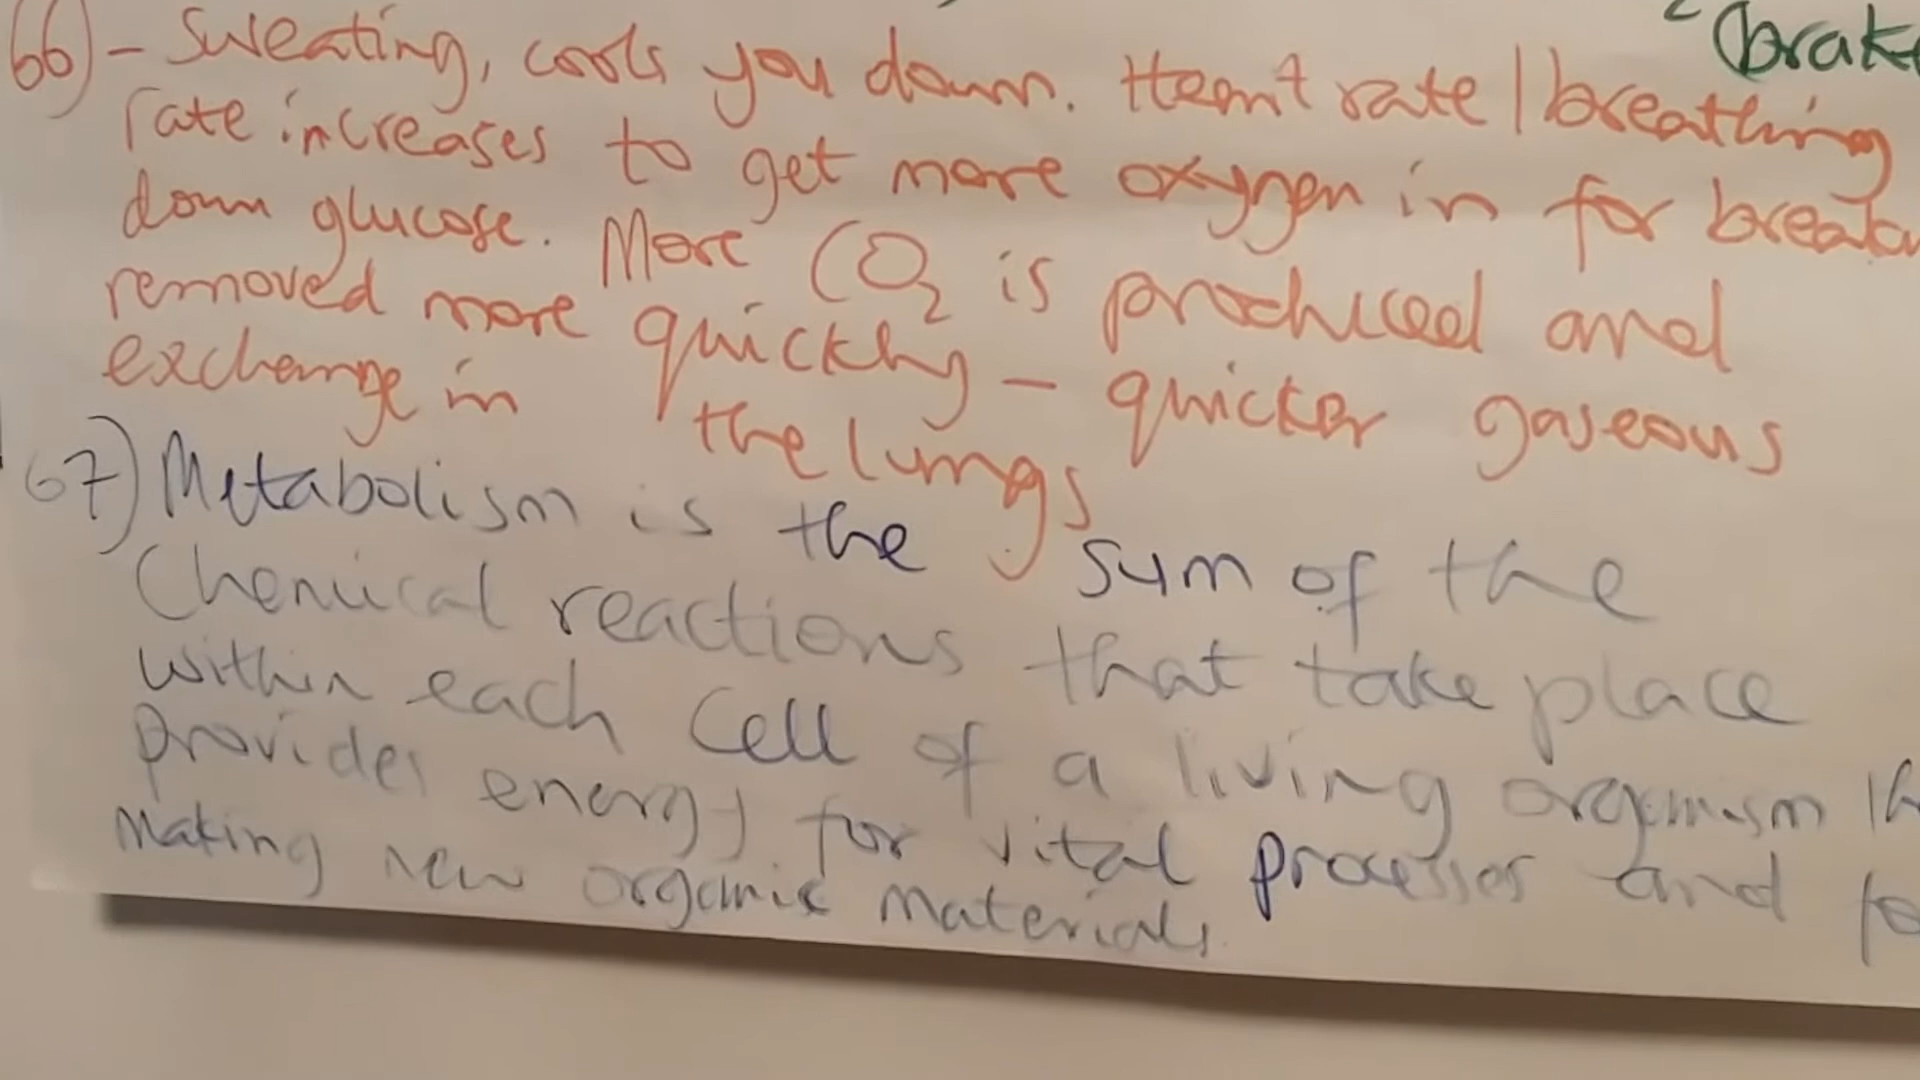 (brake
66) - Sweating, cools you down. Heart rate / breathing
rate increases to get more oxygen in for break
down glucose. More CO2 is produced and
removed more quickly - quicker gaseous
exchange in the lungs
67) Metabolism is the sum of the
Chemical reactions that take place
within each Cell of a living organism th
provides energy for vital processes and fo
making new organic materials.